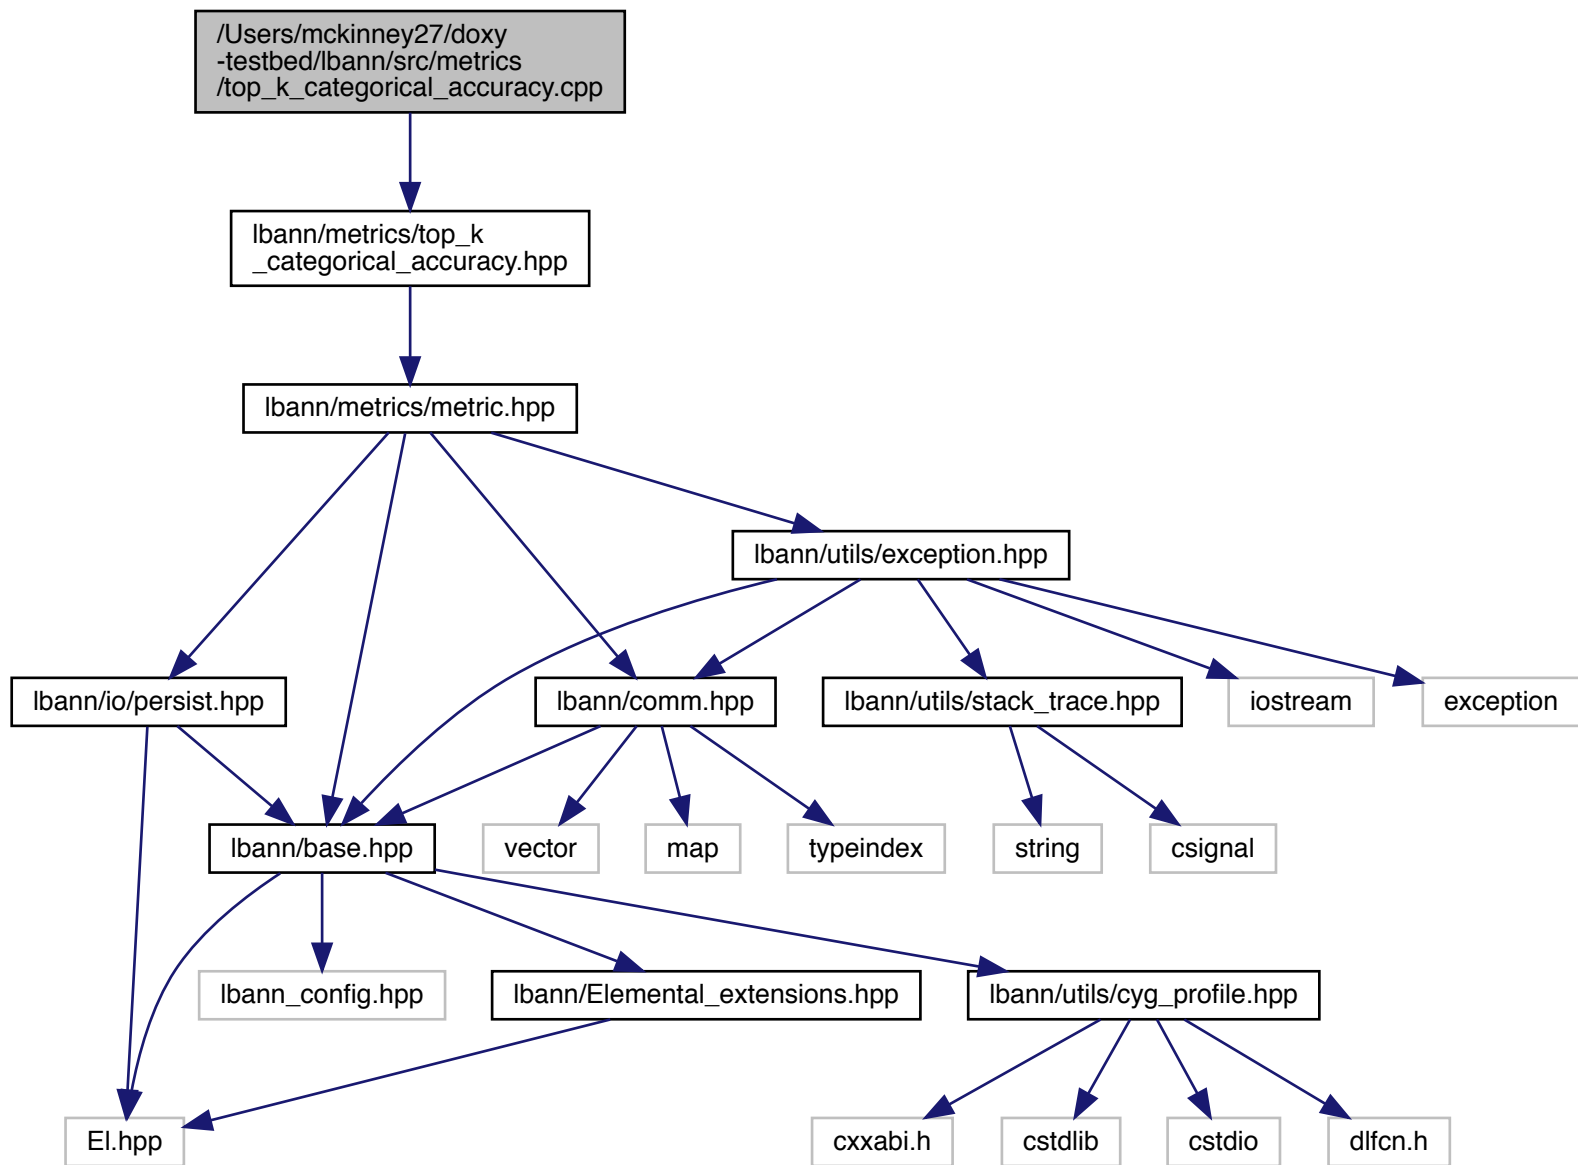 /Users/mckinney27/doxy
-testbed/lbann/src/metrics
/top_k_categorical_accuracy.cpp
lbann/metrics/top_k
_categorical_accuracy.hpp
lbann/metrics/metric.hpp
lbann/utils/exception.hpp
lbann/io/persist.hpp
lbann/comm.hpp
lbann/utils/stack_trace.hpp
iostream
exception
lbann/base.hpp
vector
map
typeindex
string
csignal
lbann_config.hpp
lbann/Elemental_extensions.hpp
lbann/utils/cyg_profile.hpp
El.hpp
cxxabi.h
cstdlib
cstdio
dlfcn.h